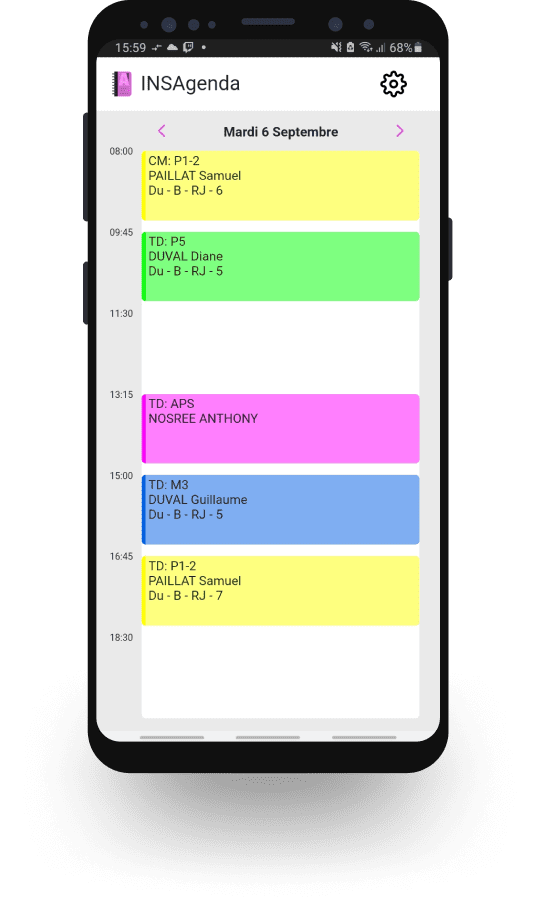 15:59
68%
INSAgenda
Mardi 6 Septembre
08:00
CM: P1-2
PAILLAT Samuel
Du - B - RJ - 6
09:45
TD: P5
DUVAL Diane
Du - B - RJ - 5
11:30
13:15
TD: APS
NOSREE ANTHONY
15:00
TD: M3
DUVAL Guillaume
Du - B - RJ - 5
16:45
TD: P1-2
PAILLAT Samuel
Du - B - RJ - 7
18:30